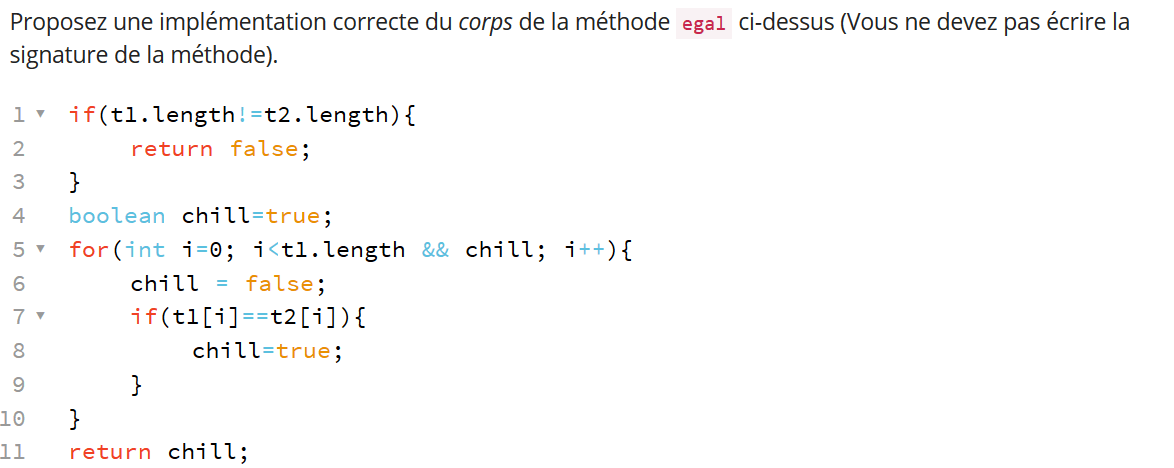 Proposez une implémentation correcte du corps de la méthode egal ci-dessus (Vous ne devez pas écrire la
signature de la méthode).
1 if(t1.length!=t2.length){
2 return false;
3 }
4 boolean chill=true;
5 for(int i=0; i<t1.length && chill; i++){
6 chill = false;
7 if(t1[i]==t2[i]){
8 chill=true;
9 }
10 }
11 return chill;